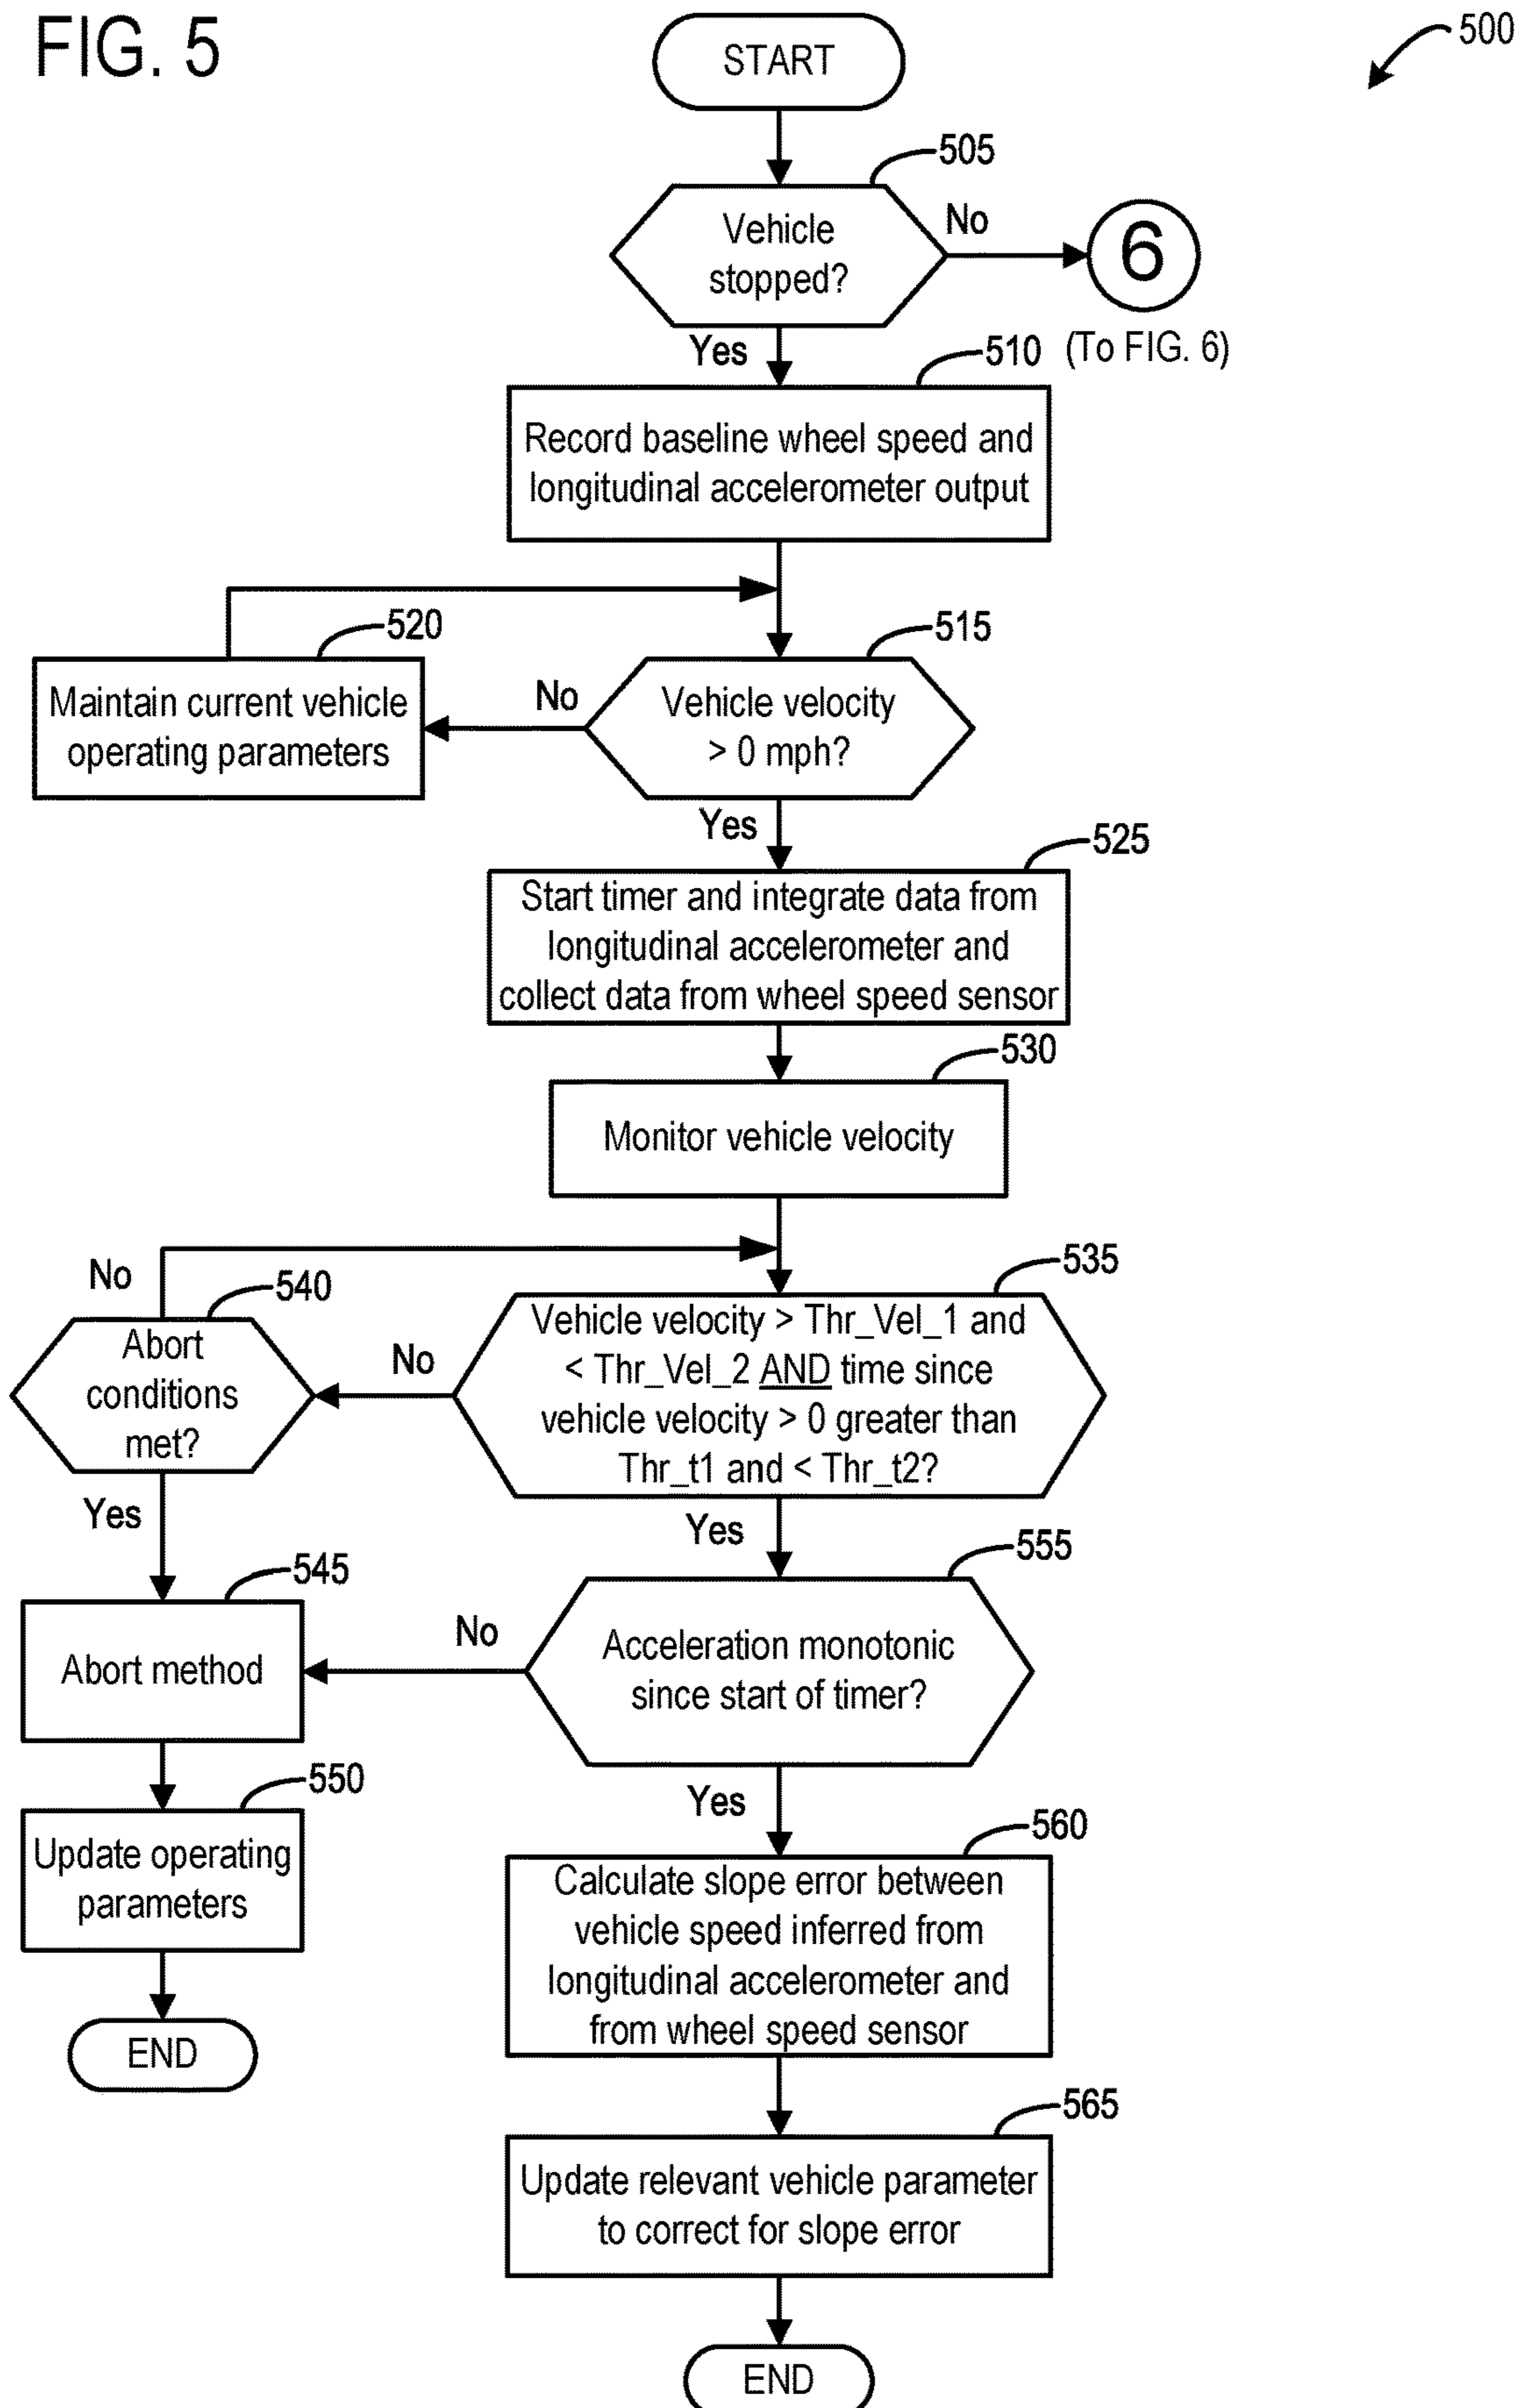 FIG. 5
500
START
505
Vehicle
stopped?
No
6
(To FIG. 6)
Yes
510
Record baseline wheel speed and
longitudinal accelerometer output
520
Maintain current vehicle
operating parameters
515
No
Vehicle velocity
> 0 mph?
Yes
525
Start timer and integrate data from
longitudinal accelerometer and
collect data from wheel speed sensor
530
Monitor vehicle velocity
535
Vehicle velocity > Thr_Vel_1 and
< Thr_Vel_2 AND time since
vehicle velocity > 0 greater than
Thr_t1 and < Thr_t2?
No
No
540
Abort
conditions
met?
Yes
Yes
545
Abort method
555
No
Acceleration monotonic
since start of timer?
550
Update operating
parameters
END
Yes
560
Calculate slope error between
vehicle speed inferred from
longitudinal accelerometer and
from wheel speed sensor
565
Update relevant vehicle parameter
to correct for slope error
END